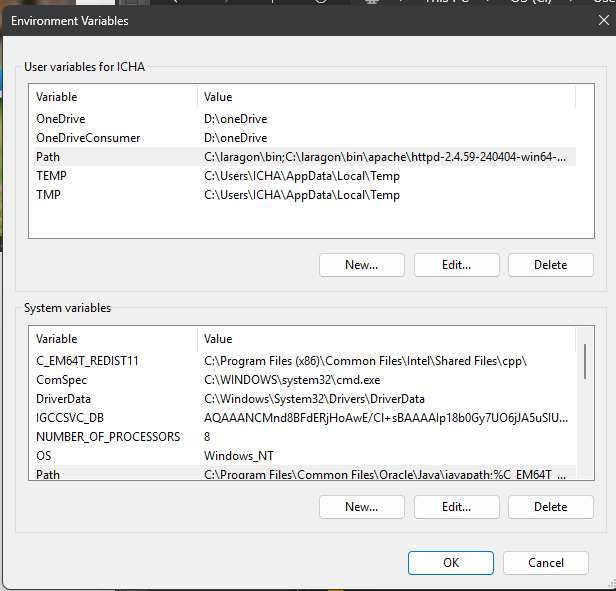 Environment Variables
User variables for ICHA
Variable Value
OneDrive D:\oneDrive
OneDriveConsumer D:\oneDrive
Path C:\laragon\bin;C:\laragon\bin\apache\httpd-2.4.59-240404-win64-...
TEMP C:\Users\ICHA\AppData\Local\Temp
TMP C:\Users\ICHA\AppData\Local\Temp
New... Edit... Delete
System variables
Variable Value
C_EM64T_REDIST11 C:\Program Files (x86)\Common Files\Intel\Shared Files\cpp\
ComSpec C:\WINDOWS\system32\cmd.exe
DriverData C:\Windows\System32\Drivers\DriverData
IGCCSVC_DB
NUMBER_OF_PROCESSORS 8
OS Windows_NT
Path C:\Program Files\Common Files\Oracle\Java\javapath;%C_EM64T_...
New... Edit... Delete
OK Cancel